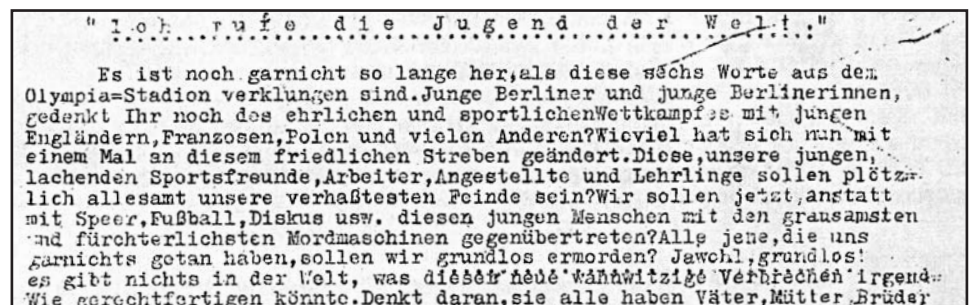 "Ich rufe die Jugend der Welt!"
Es ist noch garnicht so lange her,als diese sechs Worte aus dem
Olympia=Stadion verklungen sind.Junge Berliner und junge Berlinerinnen,
gedenkt Ihr noch des ehrlichen und sportlichenWettkampfes mit jungen
Engländern,Franzosen,Polen und vielen Anderen?Wieviel hat sich nun mit
einem Mal an diesem friedlichen Streben geändert.Diese,unsere jungen,
lachenden Sportsfreunde,Arbeiter,Angestellte und Lehrlinge sollen plötz-
lich allesamt unsere verhaßtesten Feinde sein?Wir sollen jetzt,anstatt
mit Speer,Fußball,Diskus usw. diesen jungen Menschen mit den grausamsten
und fürchterlichsten Mordmaschinen gegenübertreten?Alle jene,die uns
garnichts getan haben,sollen wir grundlos ermorden? Jawohl,grundlos!
es gibt nichts in der Welt, was dieses neue wahnwitzige Verbrechen irgend-
wie gerechtfertigen könnte.Denkt daran,sie alle haben Väter,Mütter,Brüder